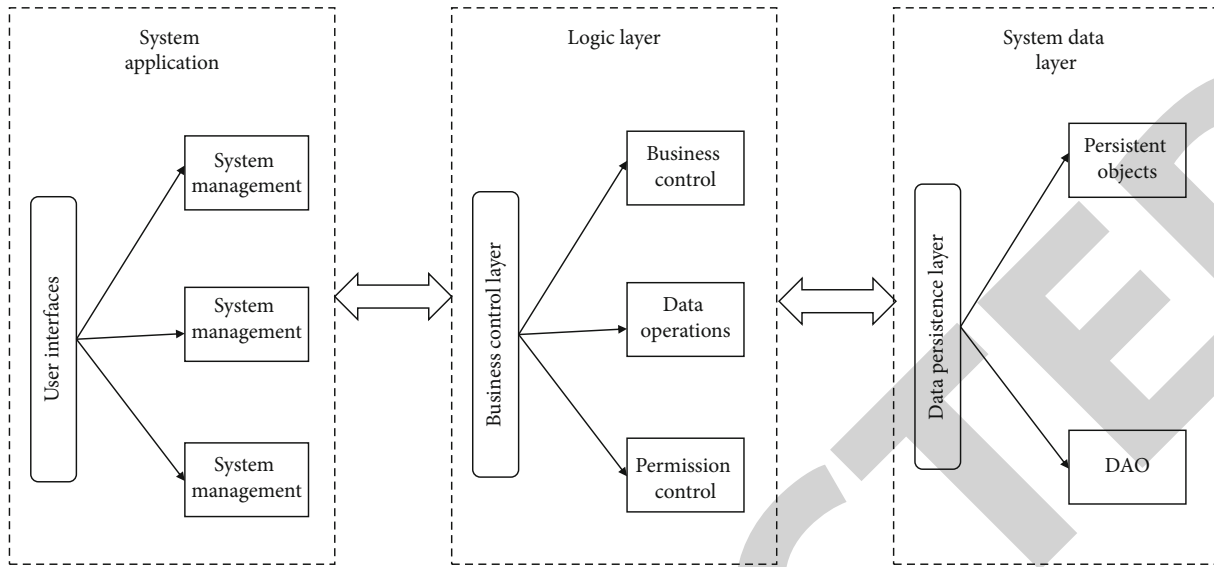 System
application
User interfaces
System
management
System
management
System
management
Logic layer
Business control layer
Business
control
Data
operations
Permission
control
System data
layer
Data persistence layer
Persistent
objects
DAO